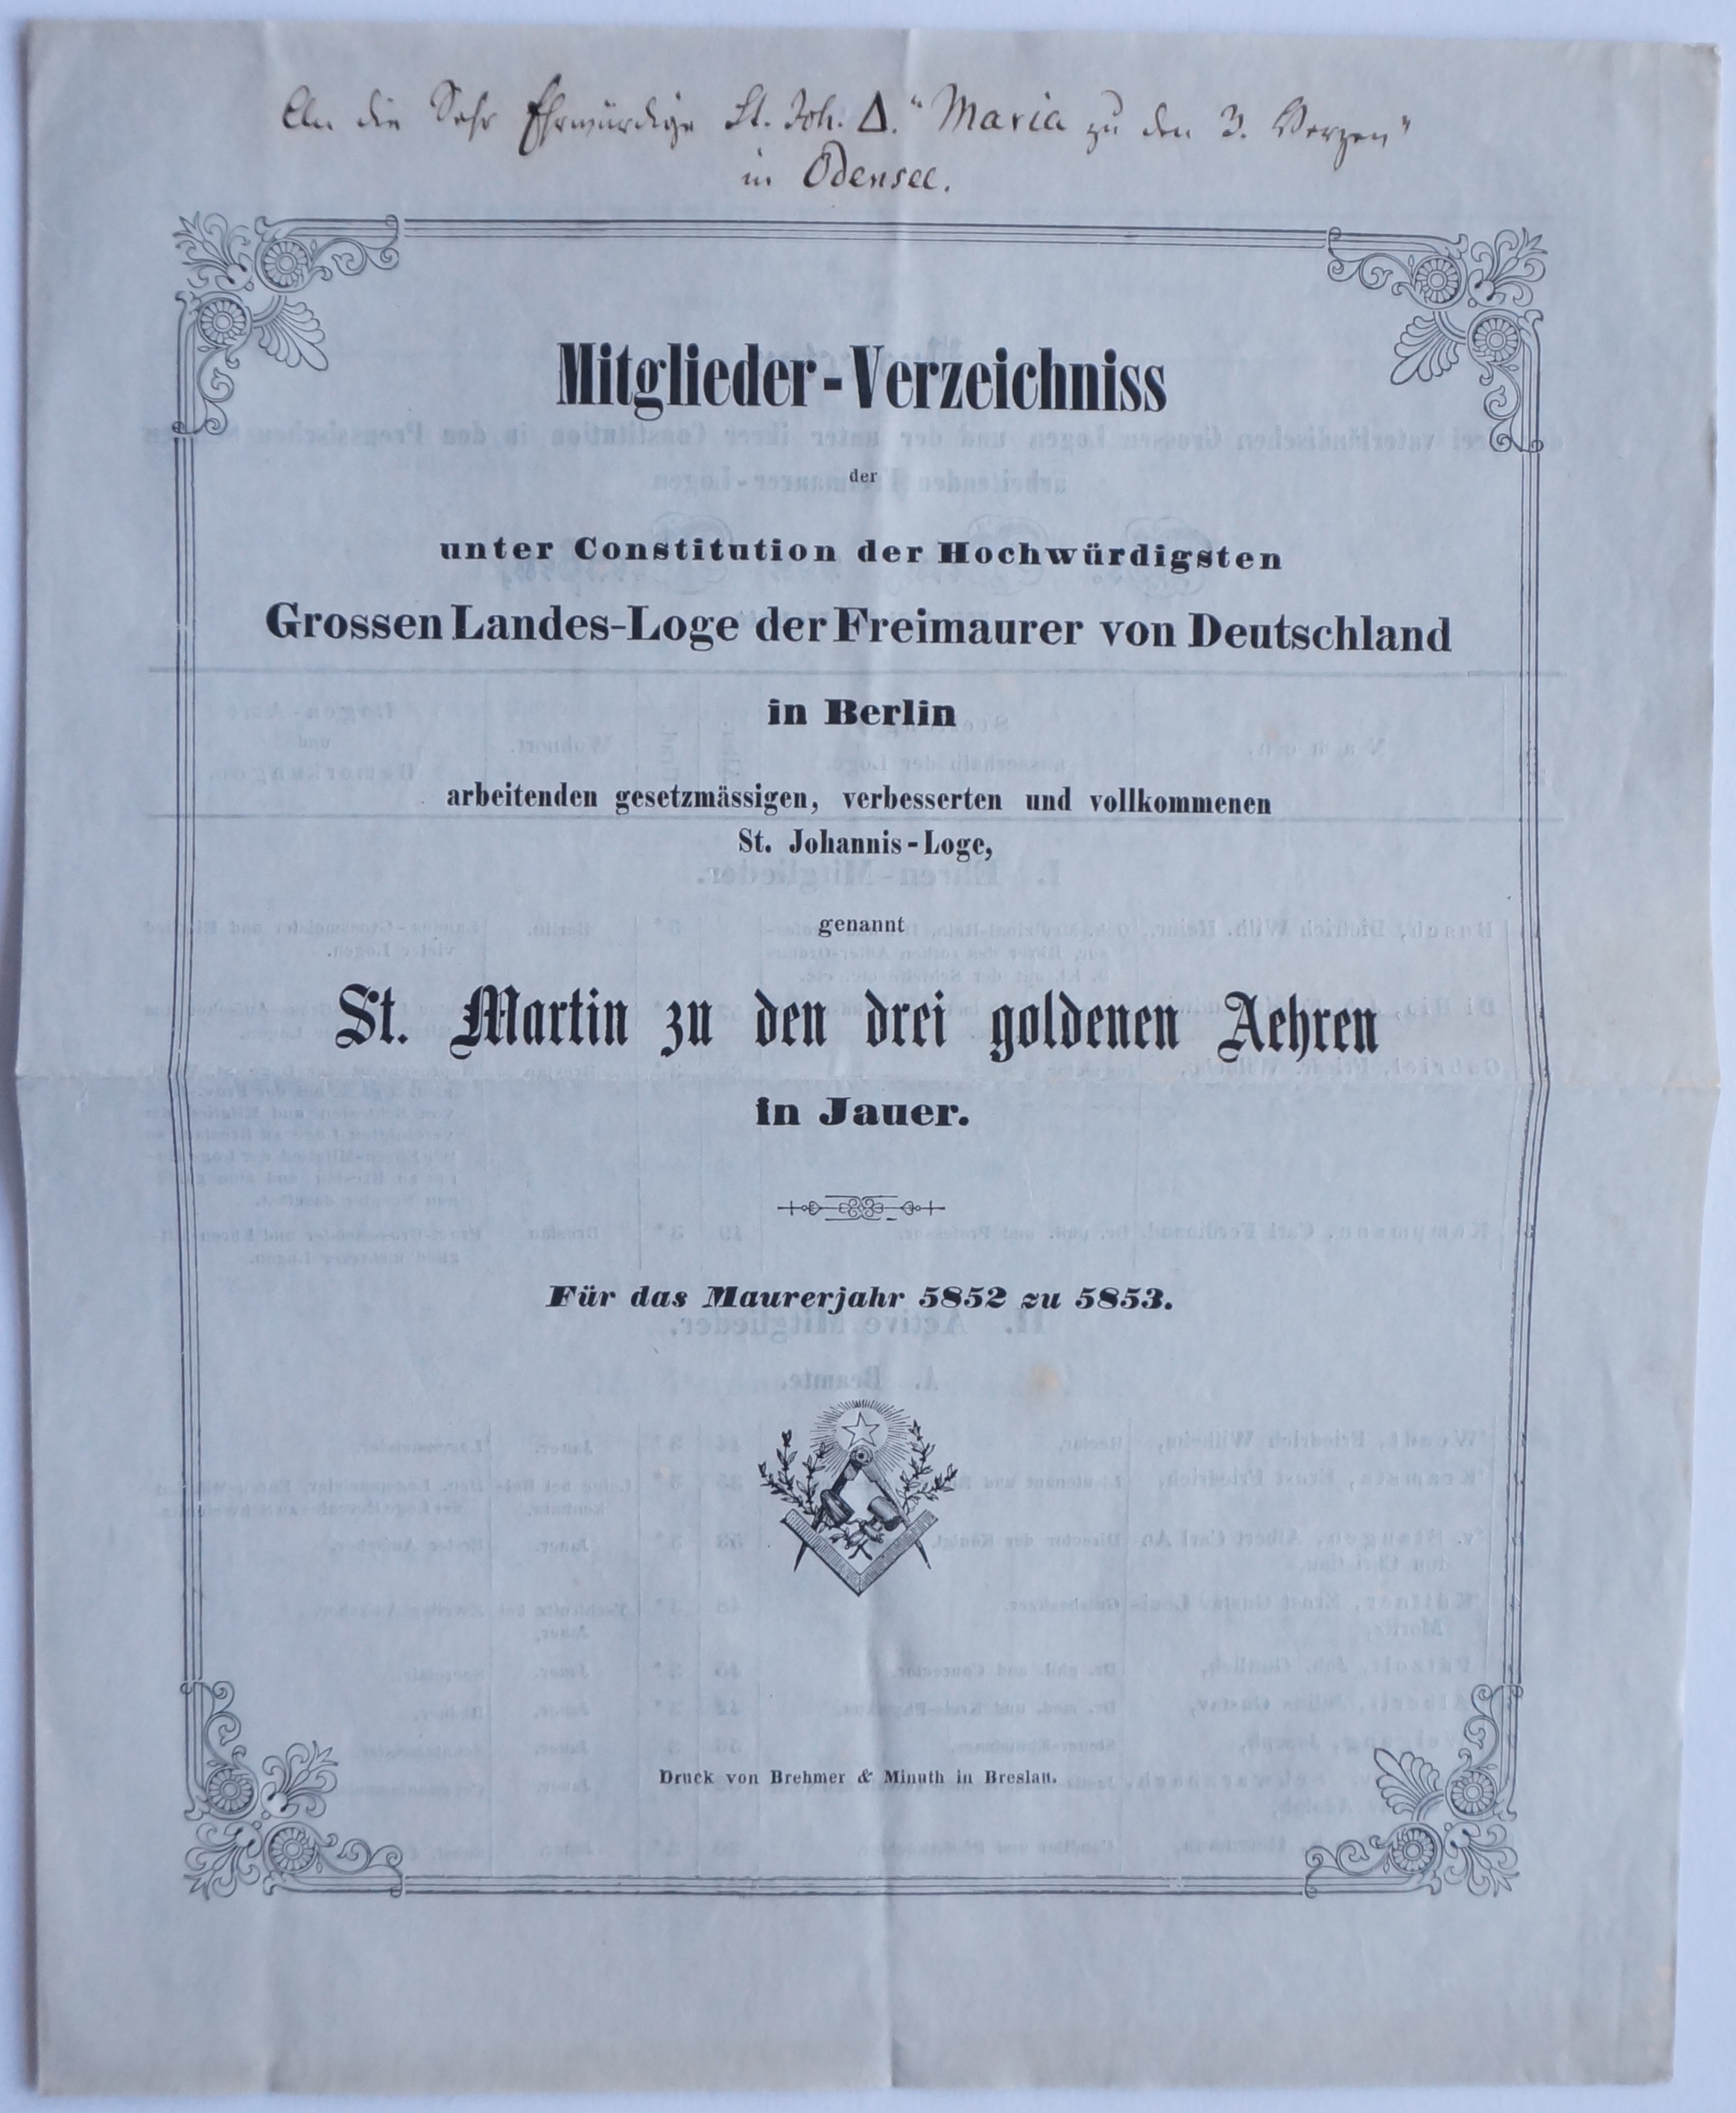 An die Sehr Ehrwürdige St. Joh. Δ. "Maria zu den 3. Herzen"
in Odensee.
Mitglieder-Verzeichniss
der
unter Constitution der Hochwürdigsten
Grossen Landes-Loge der Freimaurer von Deutschland
in Berlin
arbeitenden gesetzmässigen, verbesserten und vollkommenen
St. Johannis-Loge,
genannt
St. Martin zu den drei goldenen Aehren
in Jauer.
Für das Maurerjahr 5852 zu 5853.
Druck von Brehmer & Minuth in Breslau.